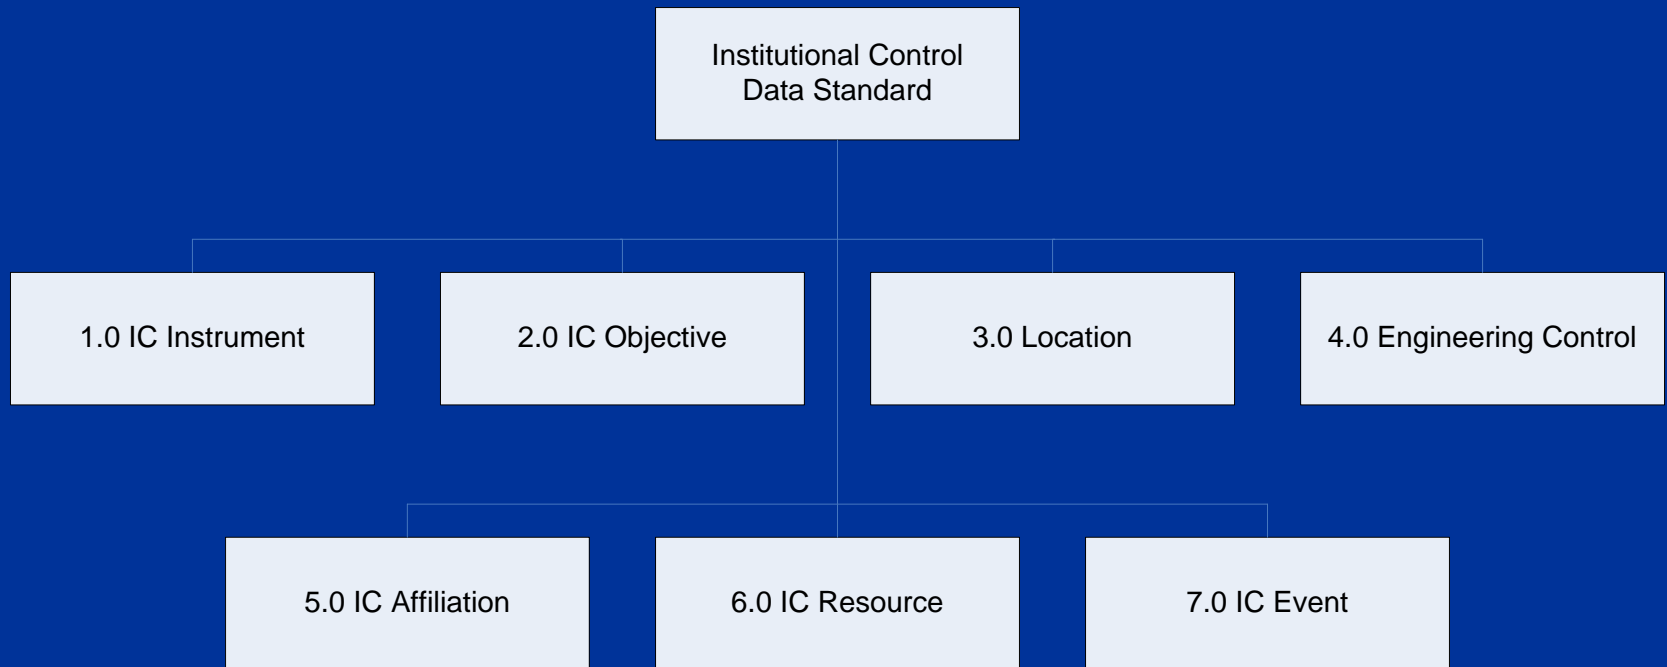 Institutional Control
Data Standard
1.0 IC Instrument
2.0 IC Objective
3.0 Location
4.0 Engineering Control
5.0 IC Affiliation
6.0 IC Resource
7.0 IC Event